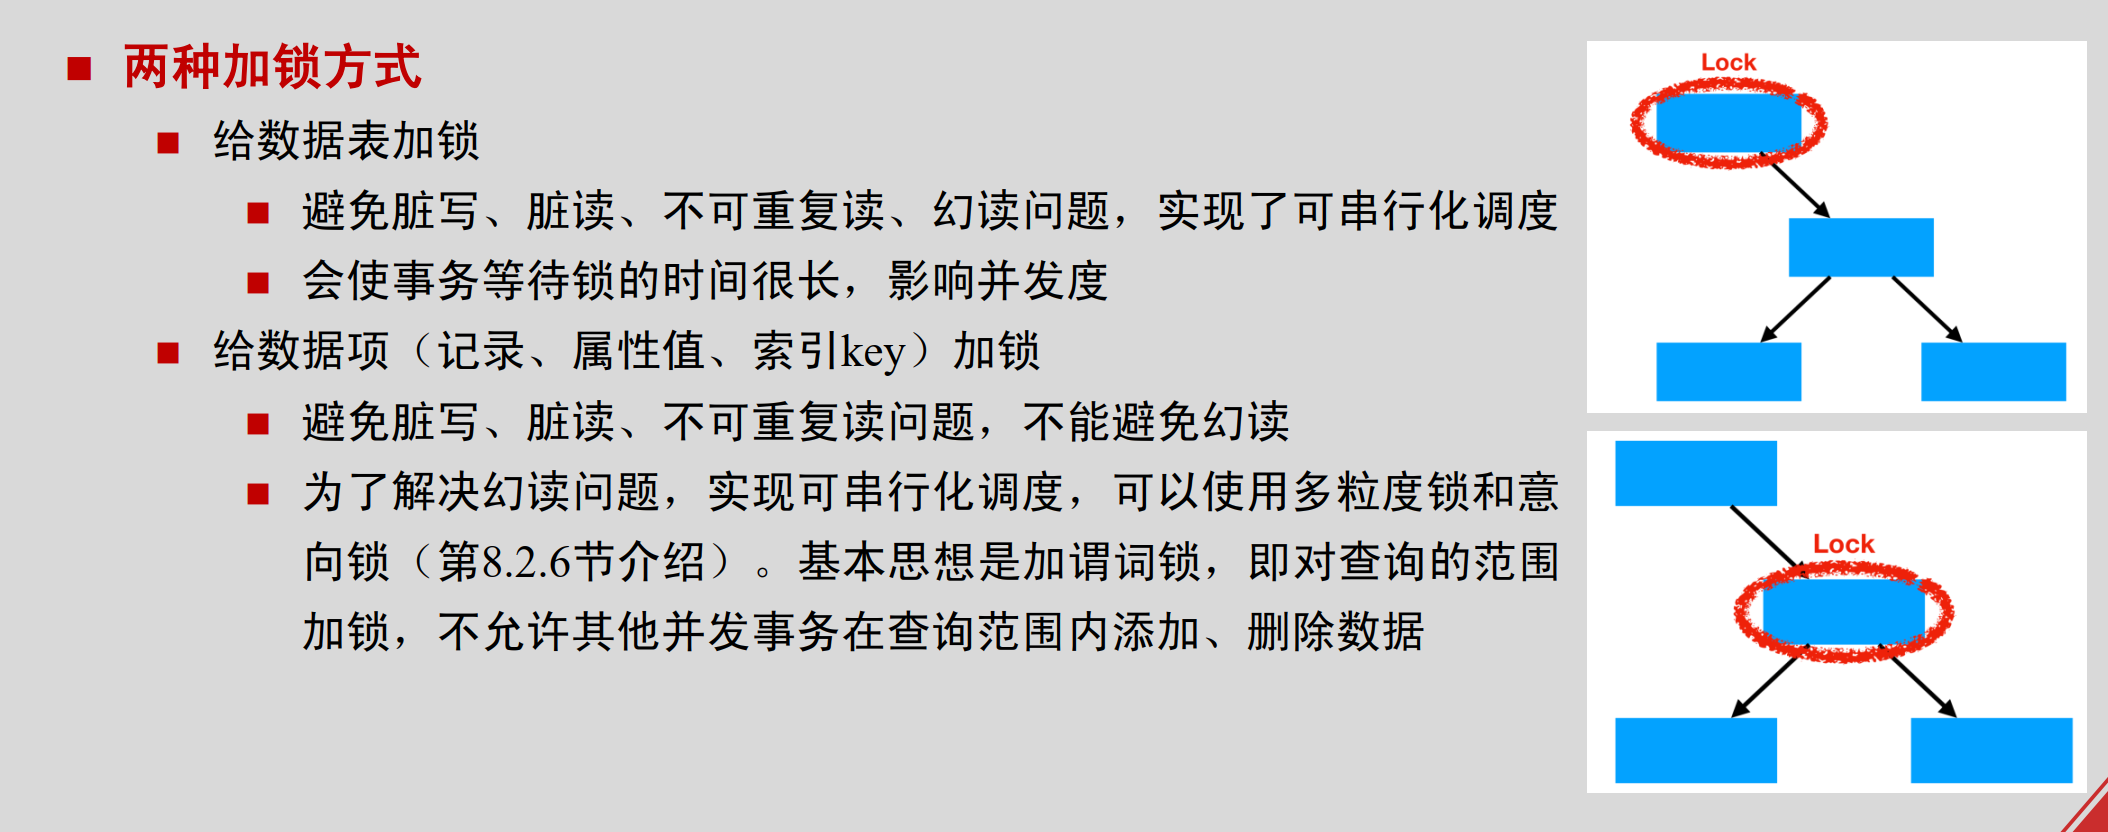 两种加锁方式
给数据表加锁
避免脏写、脏读、不可重复读、幻读问题，实现了可串行化调度
会使事务等待锁的时间很长，影响并发度
给数据项（记录、属性值、索引key）加锁
避免脏写、脏读、不可重复读问题，不能避免幻读
为了解决幻读问题，实现可串行化调度，可以使用多粒度锁和意
向锁（第8.2.6节介绍）。基本思想是加谓词锁，即对查询的范围
加锁，不允许其他并发事务在查询范围内添加、删除数据
Lock
Lock